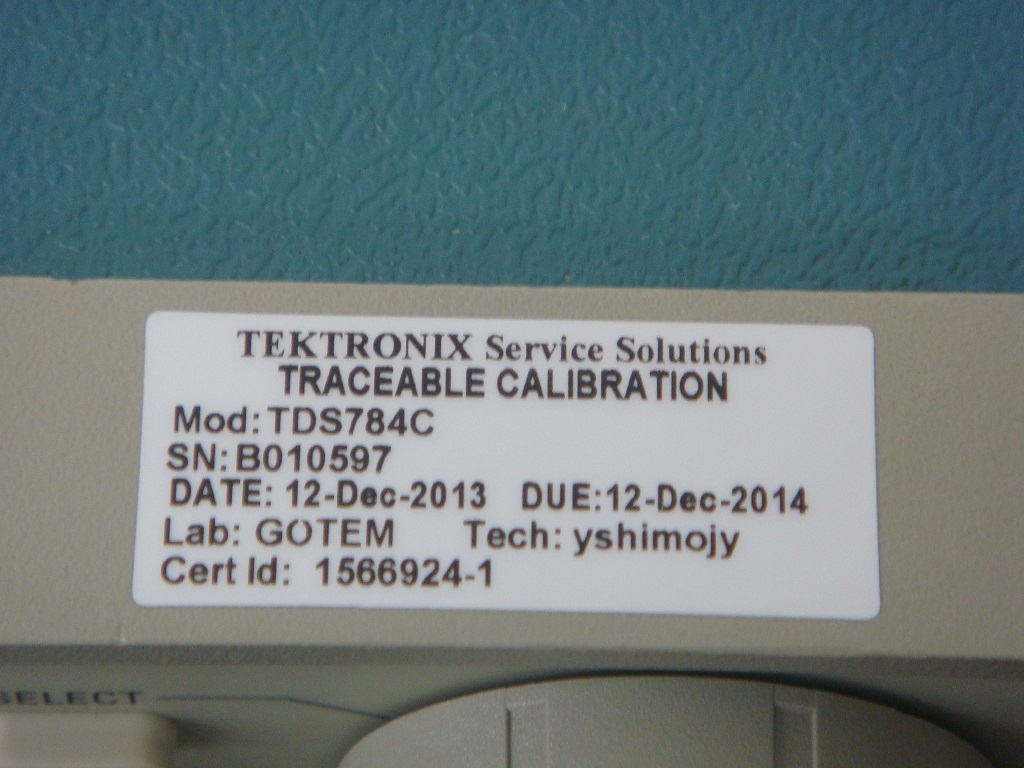 TEKTRONIX Service Solutions
TRACEABLE CALIBRATION
Mod: TDS784C
SN: B010597
DATE: 12-Dec-2013 DUE:12-Dec-2014
Lab: GOTEM Tech: yshimojy
Cert Id: 1566924-1
SELECT